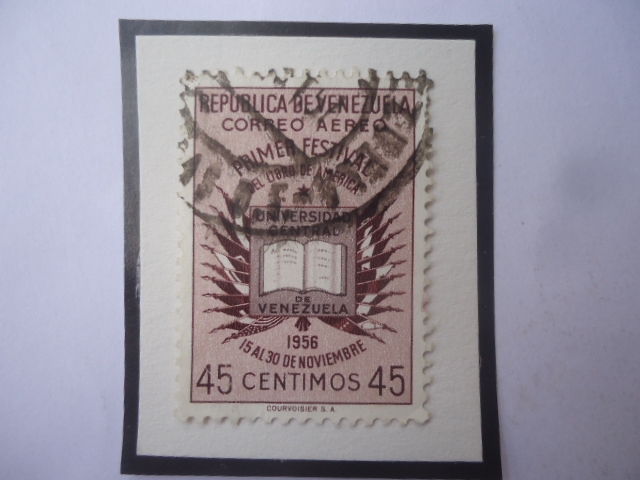 REPUBLICA DE VENEZUELA
CORREO AEREO
PRIMER FESTIVAL
DEL LIBRO DE AMERICA
UNIVERSIDAD
CENTRAL
DE
VENEZUELA
1956
15 AL 30 DE NOVIEMBRE
45 CENTIMOS 45
COURVOISIER S. A.